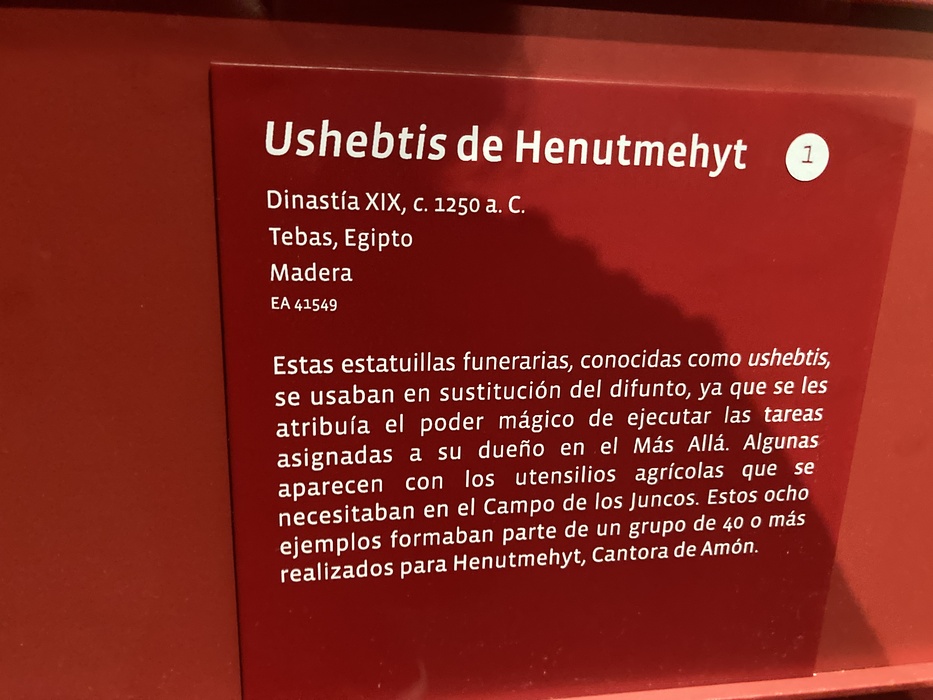 Ushebtis de Henutmehyt 1
Dinastía XIX, c. 1250 a. C.
Tebas, Egipto
Madera
EA 41549
Estas estatuillas funerarias, conocidas como ushebtis,
se usaban en sustitución del difunto, ya que se les
atribuía el poder mágico de ejecutar las tareas
asignadas a su dueño en el Más Allá. Algunas
aparecen con los utensilios agrícolas que se
necesitaban en el Campo de los Juncos. Estos ocho
ejemplos formaban parte de un grupo de 40 o más
realizados para Henutmehyt, Cantora de Amón.